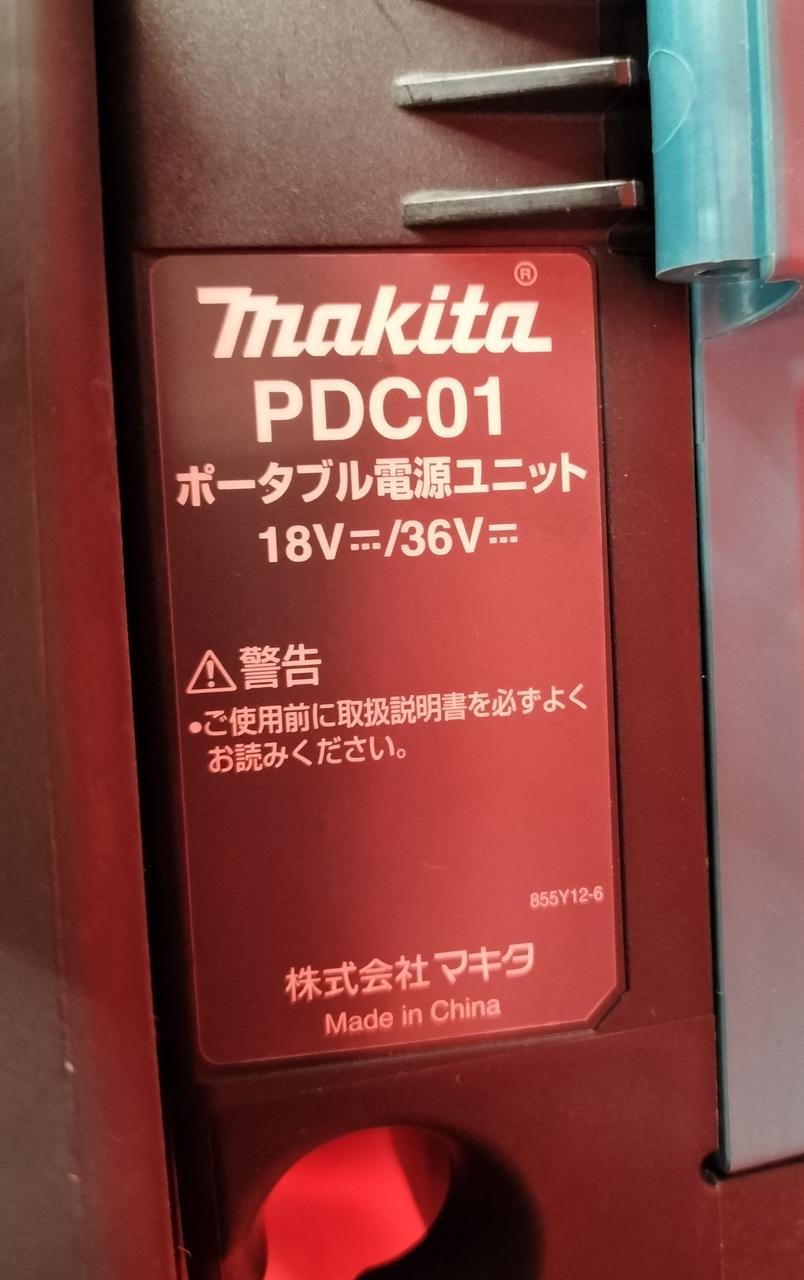 makita®
PDC01
ポータブル電源ユニット
18V⎓/36V⎓
⚠警告
•ご使用前に取扱説明書を必ずよく
お読みください。
855Y12-6
株式会社マキタ
Made in China